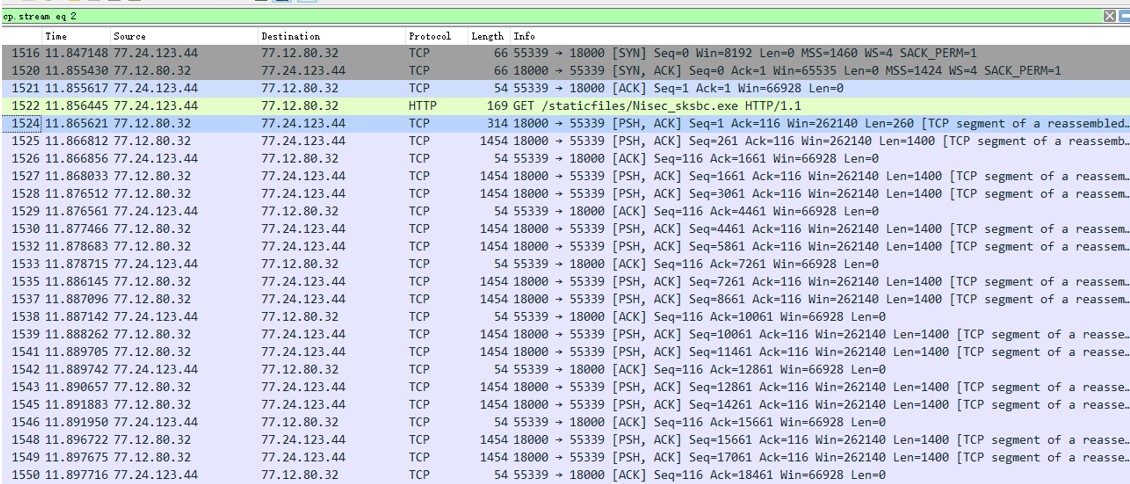 cp.stream eq 2
Time Source Destination Protocol Length Info
1516 11.847148 77.24.123.44 77.12.80.32 TCP 66 55339 → 18000 [SYN] Seq=0 Win=8192 Len=0 MSS=1460 WS=4 SACK_PERM=1
1520 11.855430 77.12.80.32 77.24.123.44 TCP 66 18000 → 55339 [SYN, ACK] Seq=0 Ack=1 Win=65535 Len=0 MSS=1424 WS=4 SACK_PERM=1
1521 11.855617 77.24.123.44 77.12.80.32 TCP 54 55339 → 18000 [ACK] Seq=1 Ack=1 Win=66928 Len=0
1522 11.856445 77.24.123.44 77.12.80.32 HTTP 169 GET /staticfiles/Nisec_sksbc.exe HTTP/1.1
1524 11.865621 77.12.80.32 77.24.123.44 TCP 314 18000 → 55339 [PSH, ACK] Seq=1 Ack=116 Win=262140 Len=260 [TCP segment of a reassembled…
1525 11.866812 77.12.80.32 77.24.123.44 TCP 1454 18000 → 55339 [PSH, ACK] Seq=261 Ack=116 Win=262140 Len=1400 [TCP segment of a reassemb…
1526 11.866856 77.24.123.44 77.12.80.32 TCP 54 55339 → 18000 [ACK] Seq=116 Ack=1661 Win=66928 Len=0
1527 11.868033 77.12.80.32 77.24.123.44 TCP 1454 18000 → 55339 [PSH, ACK] Seq=1661 Ack=116 Win=262140 Len=1400 [TCP segment of a reassem…
1528 11.876512 77.12.80.32 77.24.123.44 TCP 1454 18000 → 55339 [PSH, ACK] Seq=3061 Ack=116 Win=262140 Len=1400 [TCP segment of a reassem…
1529 11.876561 77.24.123.44 77.12.80.32 TCP 54 55339 → 18000 [ACK] Seq=116 Ack=4461 Win=66928 Len=0
1530 11.877466 77.12.80.32 77.24.123.44 TCP 1454 18000 → 55339 [PSH, ACK] Seq=4461 Ack=116 Win=262140 Len=1400 [TCP segment of a reassem…
1532 11.878683 77.12.80.32 77.24.123.44 TCP 1454 18000 → 55339 [PSH, ACK] Seq=5861 Ack=116 Win=262140 Len=1400 [TCP segment of a reassem…
1533 11.878715 77.24.123.44 77.12.80.32 TCP 54 55339 → 18000 [ACK] Seq=116 Ack=7261 Win=66928 Len=0
1535 11.886145 77.12.80.32 77.24.123.44 TCP 1454 18000 → 55339 [PSH, ACK] Seq=7261 Ack=116 Win=262140 Len=1400 [TCP segment of a reassem…
1537 11.887096 77.12.80.32 77.24.123.44 TCP 1454 18000 → 55339 [PSH, ACK] Seq=8661 Ack=116 Win=262140 Len=1400 [TCP segment of a reassem…
1538 11.887142 77.24.123.44 77.12.80.32 TCP 54 55339 → 18000 [ACK] Seq=116 Ack=10061 Win=66928 Len=0
1539 11.888262 77.12.80.32 77.24.123.44 TCP 1454 18000 → 55339 [PSH, ACK] Seq=10061 Ack=116 Win=262140 Len=1400 [TCP segment of a reasse…
1541 11.889705 77.12.80.32 77.24.123.44 TCP 1454 18000 → 55339 [PSH, ACK] Seq=11461 Ack=116 Win=262140 Len=1400 [TCP segment of a reasse…
1542 11.889742 77.24.123.44 77.12.80.32 TCP 54 55339 → 18000 [ACK] Seq=116 Ack=12861 Win=66928 Len=0
1543 11.890657 77.12.80.32 77.24.123.44 TCP 1454 18000 → 55339 [PSH, ACK] Seq=12861 Ack=116 Win=262140 Len=1400 [TCP segment of a reasse…
1545 11.891883 77.12.80.32 77.24.123.44 TCP 1454 18000 → 55339 [PSH, ACK] Seq=14261 Ack=116 Win=262140 Len=1400 [TCP segment of a reasse…
1546 11.891950 77.24.123.44 77.12.80.32 TCP 54 55339 → 18000 [ACK] Seq=116 Ack=15661 Win=66928 Len=0
1548 11.896722 77.12.80.32 77.24.123.44 TCP 1454 18000 → 55339 [PSH, ACK] Seq=15661 Ack=116 Win=262140 Len=1400 [TCP segment of a reasse…
1549 11.897675 77.12.80.32 77.24.123.44 TCP 1454 18000 → 55339 [PSH, ACK] Seq=17061 Ack=116 Win=262140 Len=1400 [TCP segment of a reasse…
1550 11.897716 77.24.123.44 77.12.80.32 TCP 54 55339 → 18000 [ACK] Seq=116 Ack=18461 Win=66928 Len=0